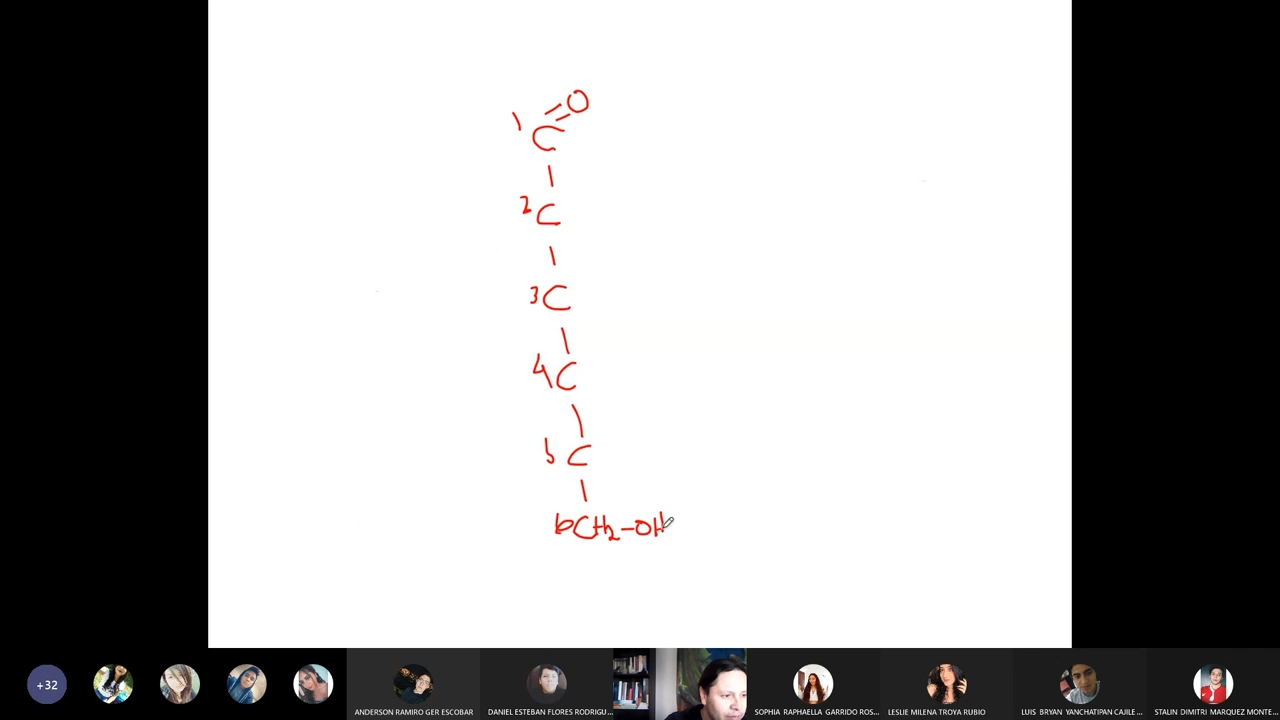 O
1 C
2 C
3 C
4 C
5 C
6 CH2-OH
+32
ANDERSON RAMIRO GER ESCOBAR
DANIEL ESTEBAN FLORES RODRIGU...
SOPHIA RAPHAELLA GARRIDO ROS...
LESLIE MILENA TROYA RUBIO
LUIS BRYAN YANCHATIPAN CAJILE...
STALIN DIMITRI MARQUEZ MONTE...